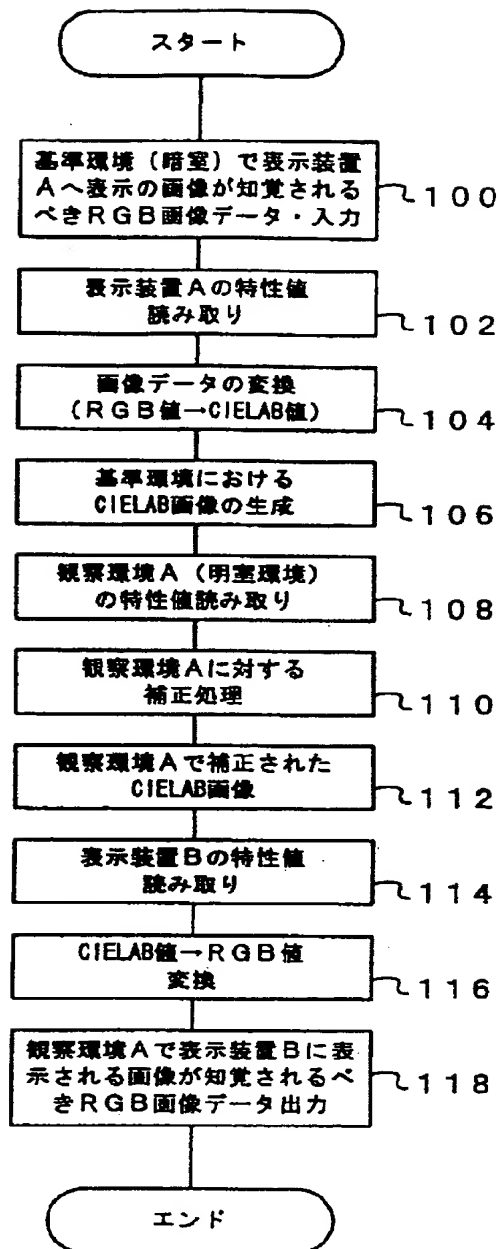 スタート
基準環境（暗室）で表示装置
Aへ表示の画像が知覚される
べきRGB画像データ・入力
100
表示装置Aの特性値
読み取り
102
画像データの変換
(RGB値→CIELAB値)
104
基準環境における
CIELAB画像の生成
106
観察環境A（明室環境）
の特性値読み取り
108
観察環境Aに対する
補正処理
110
観察環境Aで補正された
CIELAB画像
112
表示装置Bの特性値
読み取り
114
CIELAB値→RGB値
変換
116
観察環境Aで表示装置Bに表
示される画像が知覚されるべ
きRGB画像データ出力
118
エンド